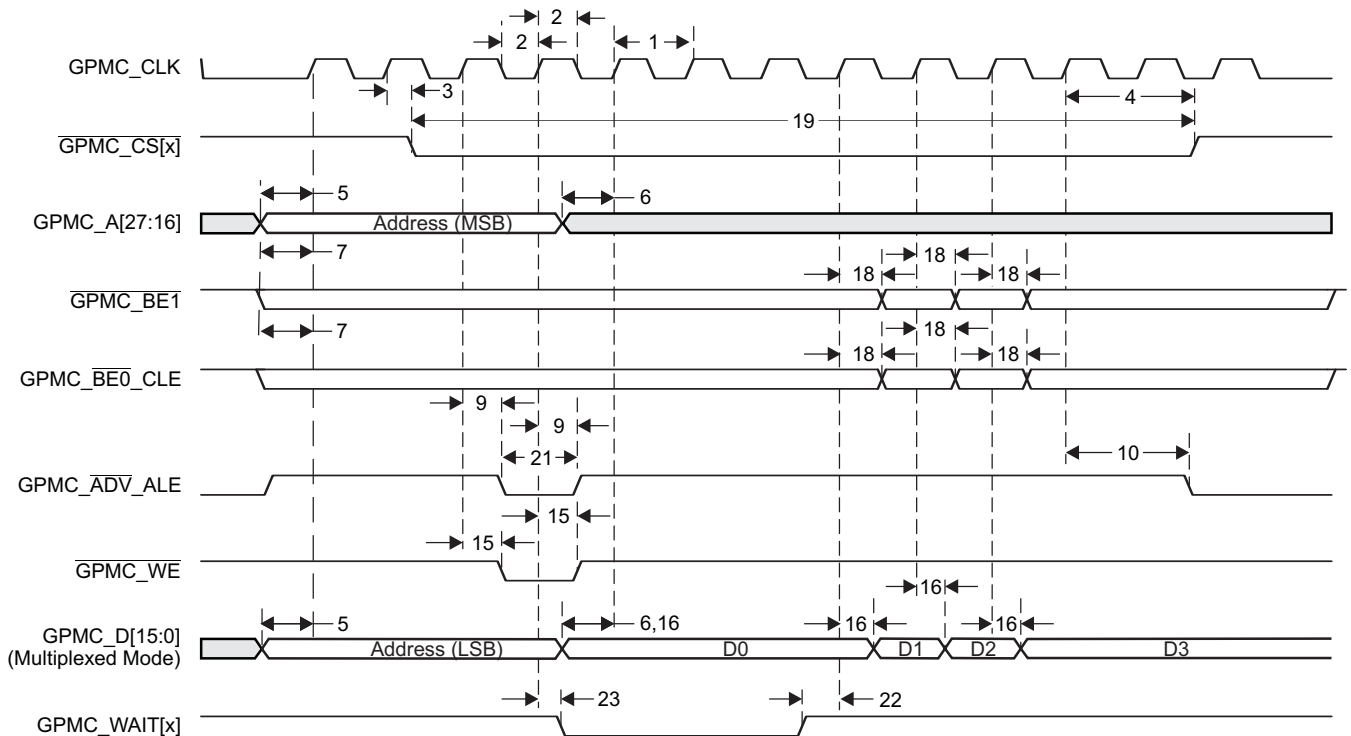 2
2
1
GPMC_CLK
3
4
19
GPMC_CS[x]
5
6
GPMC_A[27:16]
Address (MSB)
7
18
18
18
GPMC_BE1
7
18
18
18
GPMC_BE0_CLE
9
9
10
21
GPMC_ADV_ALE
15
15
GPMC_WE
16
5
6,16
16
16
GPMC_D[15:0]
(Multiplexed Mode)
Address (LSB)
D0
D1
D2
D3
23
22
GPMC_WAIT[x]